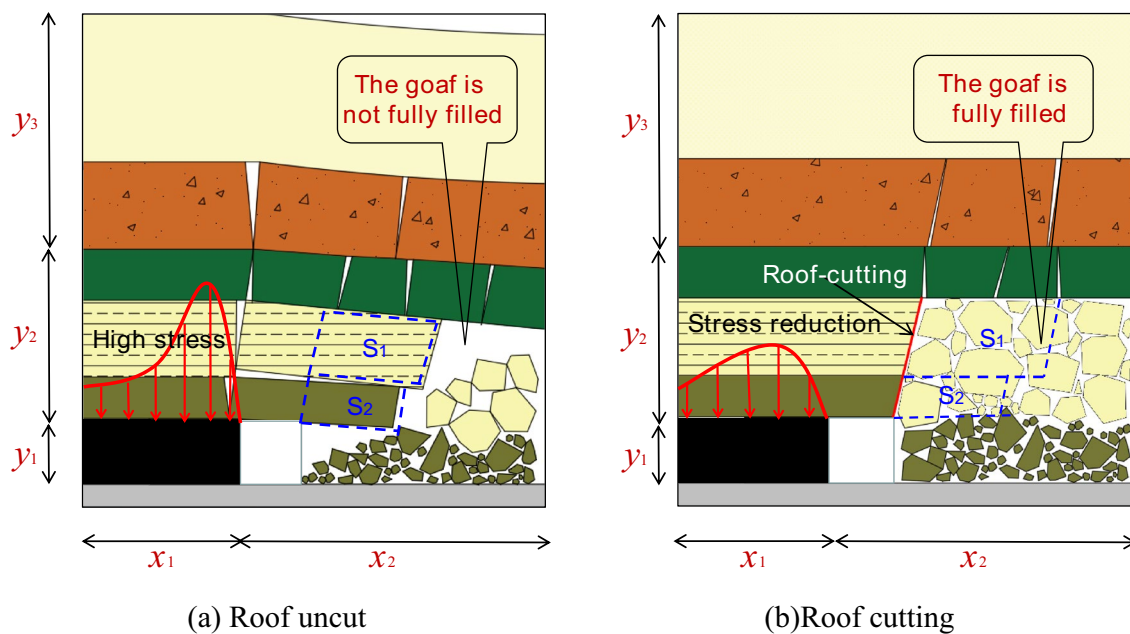 The goaf is
not fully filled
y3
High stress
y2
S1
S2
y1
x1
x2
(a) Roof uncut
The goaf is
fully filled
y3
Roof-cutting
Stress reduction
y2
S1
S2
y1
x1
x2
(b)Roof cutting